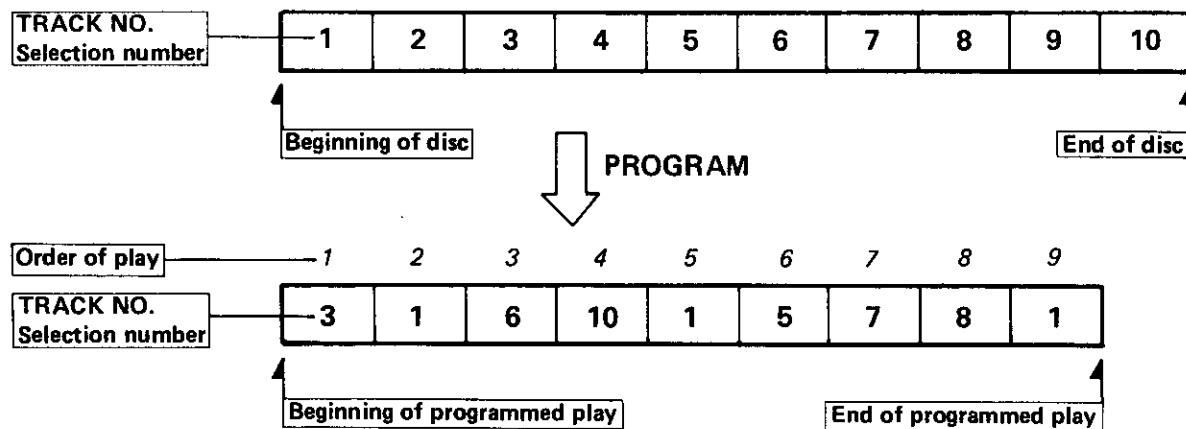 TRACK NO.
Selection number
1 2 3 4 5 6 7 8 9 10
Beginning of disc
End of disc
PROGRAM
Order of play
1 2 3 4 5 6 7 8 9
TRACK NO.
Selection number
3 1 6 10 1 5 7 8 1
Beginning of programmed play
End of programmed play